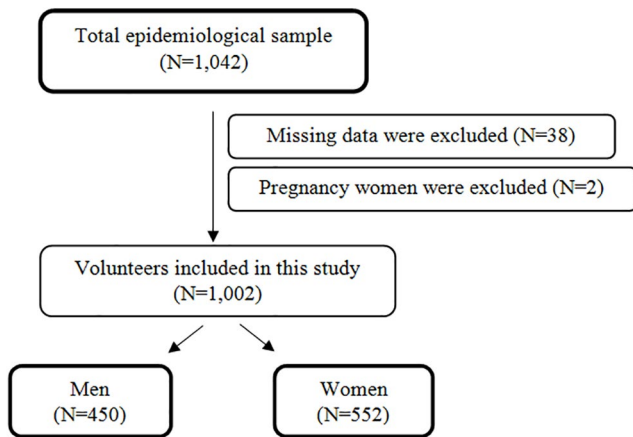 Total epidemiological sample
(N=1,042)
Missing data were excluded (N=38)
Pregnancy women were excluded (N=2)
Volunteers included in this study
(N=1,002)
Men
(N=450)
Women
(N=552)